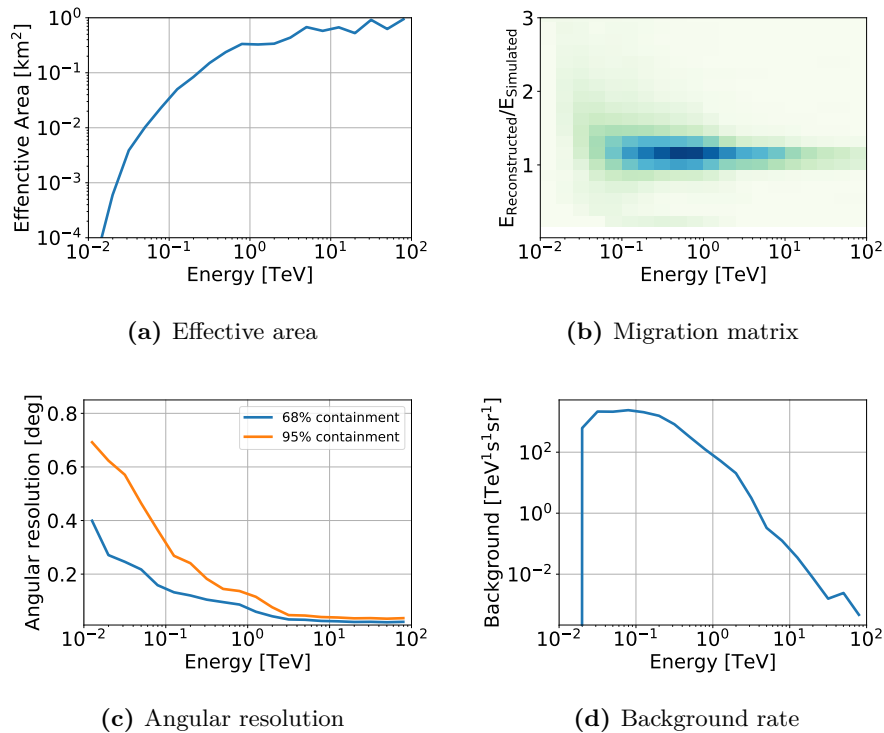 10^0
10^-1
10^-2
10^-3
10^-4
Effenctive Area [km^2]
10^-2 10^-1 10^0 10^1 10^2
Energy [TeV]
(a) Effective area
3
2
1
E_Reconstructed/E_Simulated
10^-2 10^-1 10^0 10^1 10^2
Energy [TeV]
(b) Migration matrix
0.8
0.6
0.4
0.2
Angular resolution [deg]
68% containment
95% containment
10^-2 10^-1 10^0 10^1 10^2
Energy [TeV]
(c) Angular resolution
10^2
10^0
10^-2
Background [TeV^1s^1sr^1]
10^-2 10^-1 10^0 10^1 10^2
Energy [TeV]
(d) Background rate